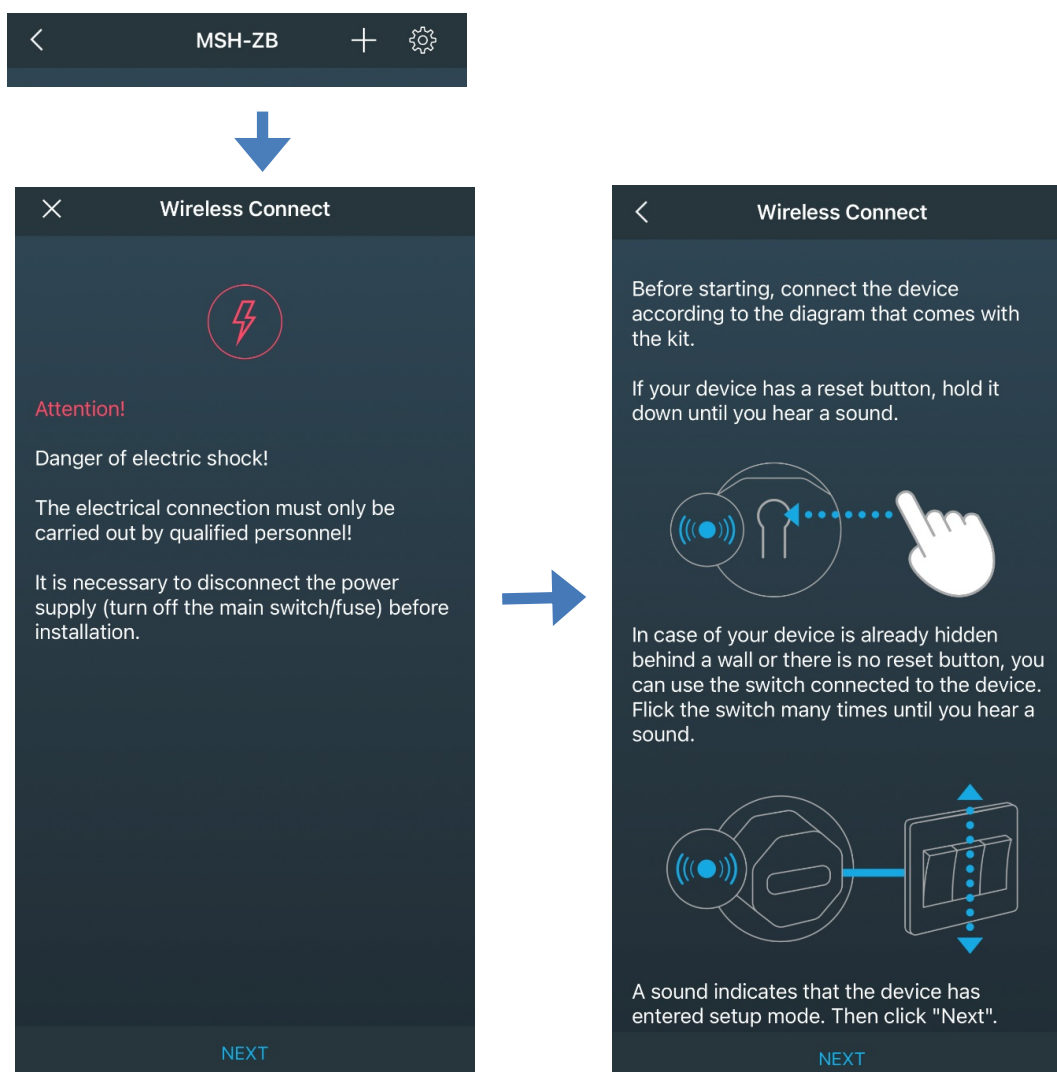 MSH-ZB
Wireless Connect
Attention!
Danger of electric shock!
The electrical connection must only be
carried out by qualified personnel!
It is necessary to disconnect the power
supply (turn off the main switch/fuse) before
installation.
NEXT
Wireless Connect
Before starting, connect the device
according to the diagram that comes with
the kit.
If your device has a reset button, hold it
down until you hear a sound.
In case of your device is already hidden
behind a wall or there is no reset button, you
can use the switch connected to the device.
Flick the switch many times until you hear a
sound.
A sound indicates that the device has
entered setup mode. Then click "Next".
NEXT